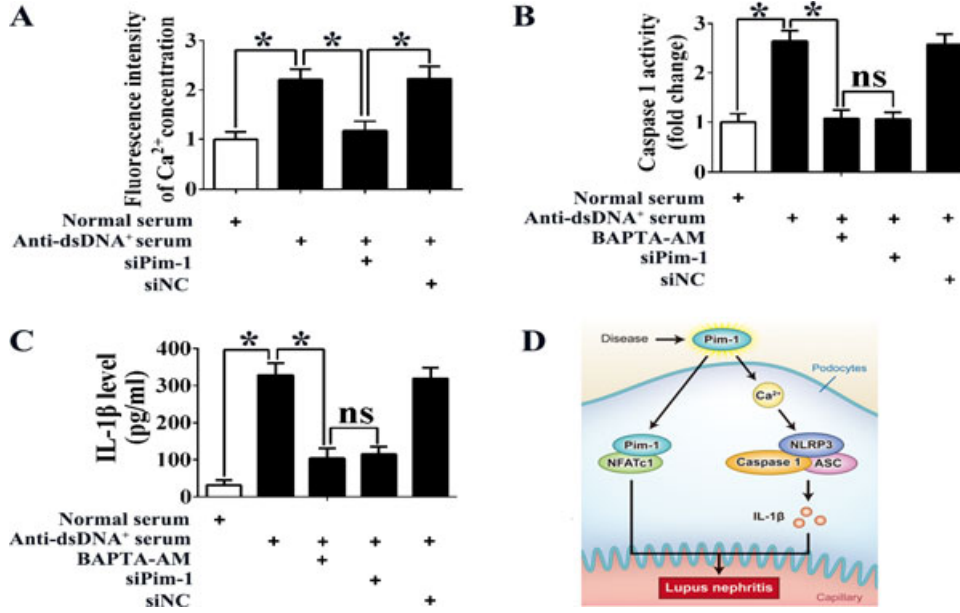 A
Fluorescence intensity
of Ca²⁺ concentration
3
2
1
0
* * *
Normal serum +
Anti-dsDNA⁺ serum + + +
siPim-1 +
siNC +
B
Caspase 1 activity
(fold change)
3
2
1
0
* *
ns
Normal serum +
Anti-dsDNA⁺ serum + + + +
BAPTA-AM +
siPim-1 +
siNC +
C
IL-1β level
(pg/ml)
400
300
200
100
0
* *
ns
Normal serum +
Anti-dsDNA⁺ serum + + + +
BAPTA-AM +
siPim-1 +
siNC +
D
Disease
Pim-1
Podocytes
Ca²⁺
Pim-1
NFATc1
NLRP3
Caspase 1
ASC
IL-1β
Lupus nephritis
Capillary